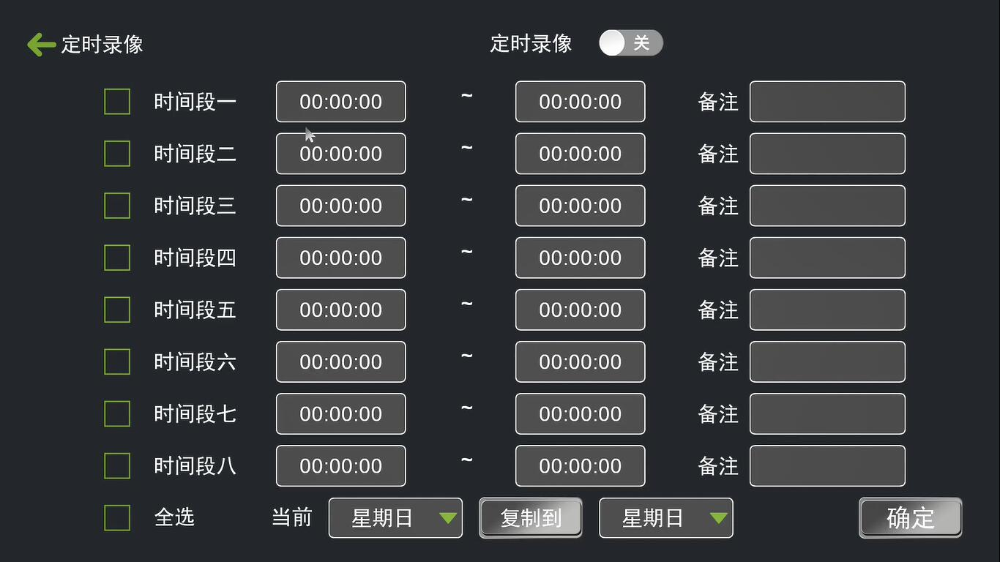 定时录像 定时录像 关
时间段一 00:00:00 ~ 00:00:00 备注
时间段二 00:00:00 ~ 00:00:00 备注
时间段三 00:00:00 ~ 00:00:00 备注
时间段四 00:00:00 ~ 00:00:00 备注
时间段五 00:00:00 ~ 00:00:00 备注
时间段六 00:00:00 ~ 00:00:00 备注
时间段七 00:00:00 ~ 00:00:00 备注
时间段八 00:00:00 ~ 00:00:00 备注
全选 当前 星期日 复制到 星期日 确定